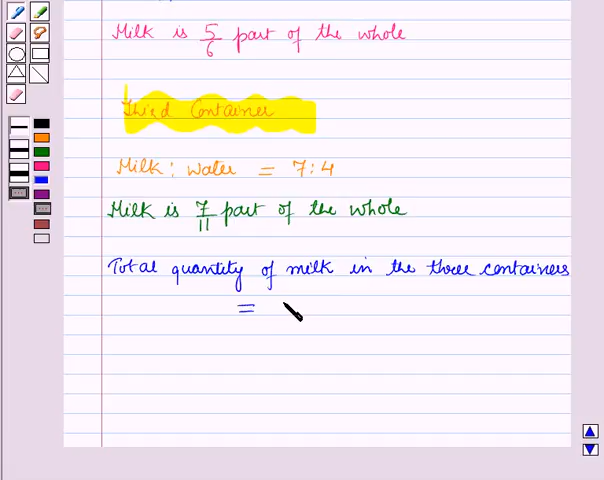 Milk is 5/6 part of the whole
Third Container
Milk : water = 7 : 4
Milk is 7/11 part of the whole
Total quantity of milk in the three containers
=